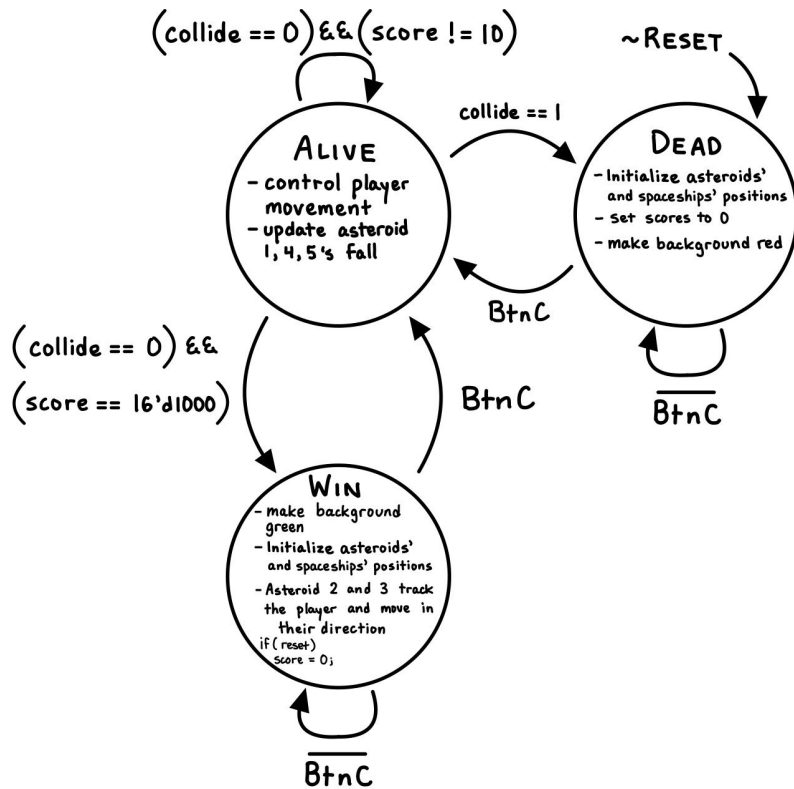 (collide == 0) && (score != 10)
~RESET
collide == 1
ALIVE
- control player
movement
- update asteroid
1, 4, 5's fall
DEAD
- Initialize asteroids'
and spaceships' positions
- set scores to 0
- make background red
BtnC
BtnC
(collide == 0) &&
(score == 16'd1000)
BtnC
WIN
- make background
green
- Initialize asteroids'
and spaceships' positions
- Asteroid 2 and 3 track
the player and move in
their direction
if (reset)
score = 0;
BtnC